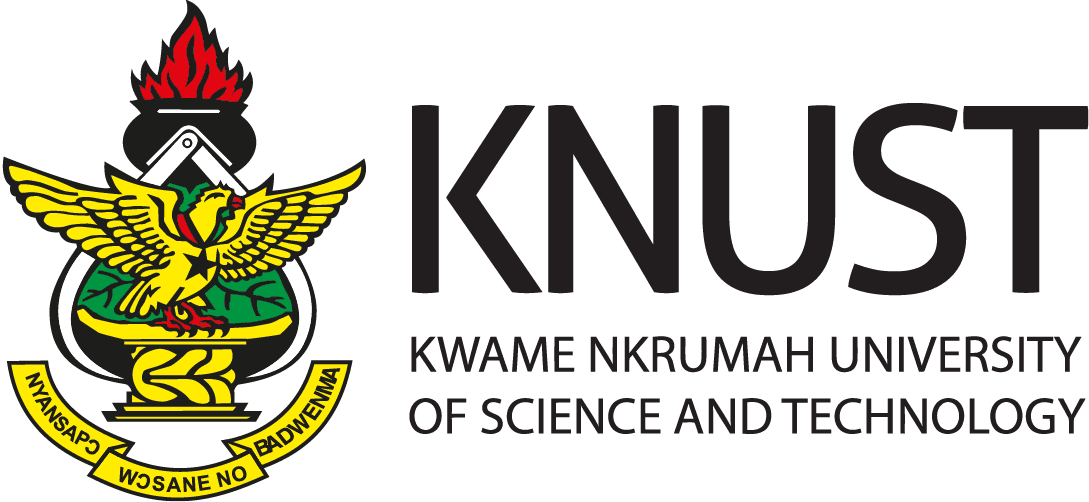 KNUST
KWAME NKRUMAH UNIVERSITY
OF SCIENCE AND TECHNOLOGY
NYANSAPƆ
WƆSANE NO
BADWENMA